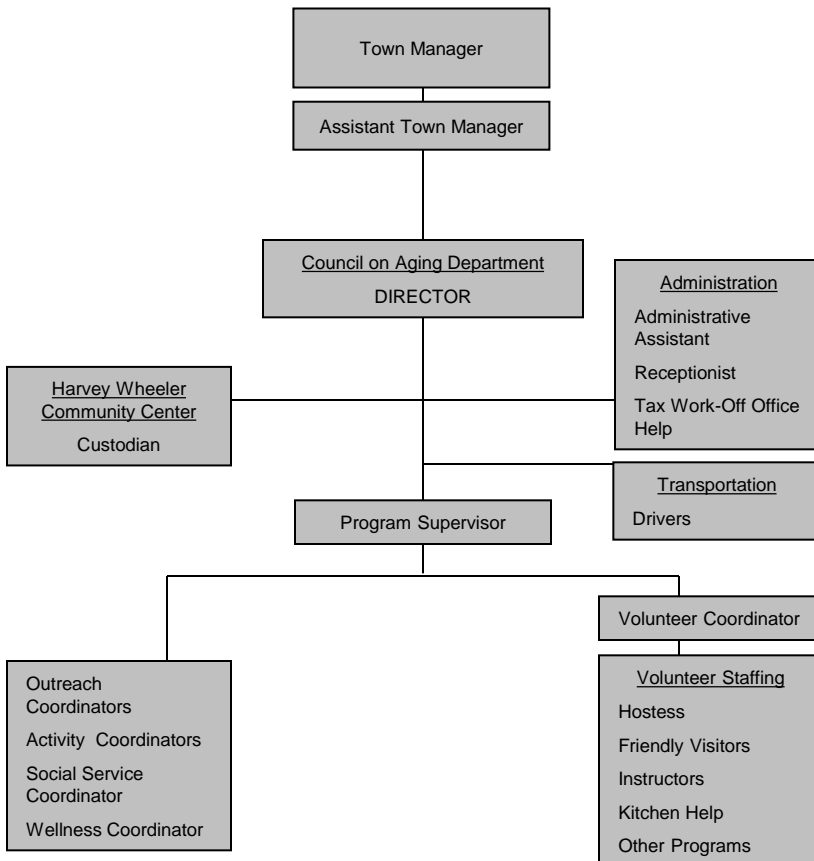 Town Manager
Assistant Town Manager
Council on Aging Department
DIRECTOR
Administration
Administrative
Assistant
Receptionist
Tax Work-Off Office
Help
Harvey Wheeler
Community Center
Custodian
Transportation
Drivers
Program Supervisor
Volunteer Coordinator
Outreach
Coordinators
Activity Coordinators
Social Service
Coordinator
Wellness Coordinator
Volunteer Staffing
Hostess
Friendly Visitors
Instructors
Kitchen Help
Other Programs